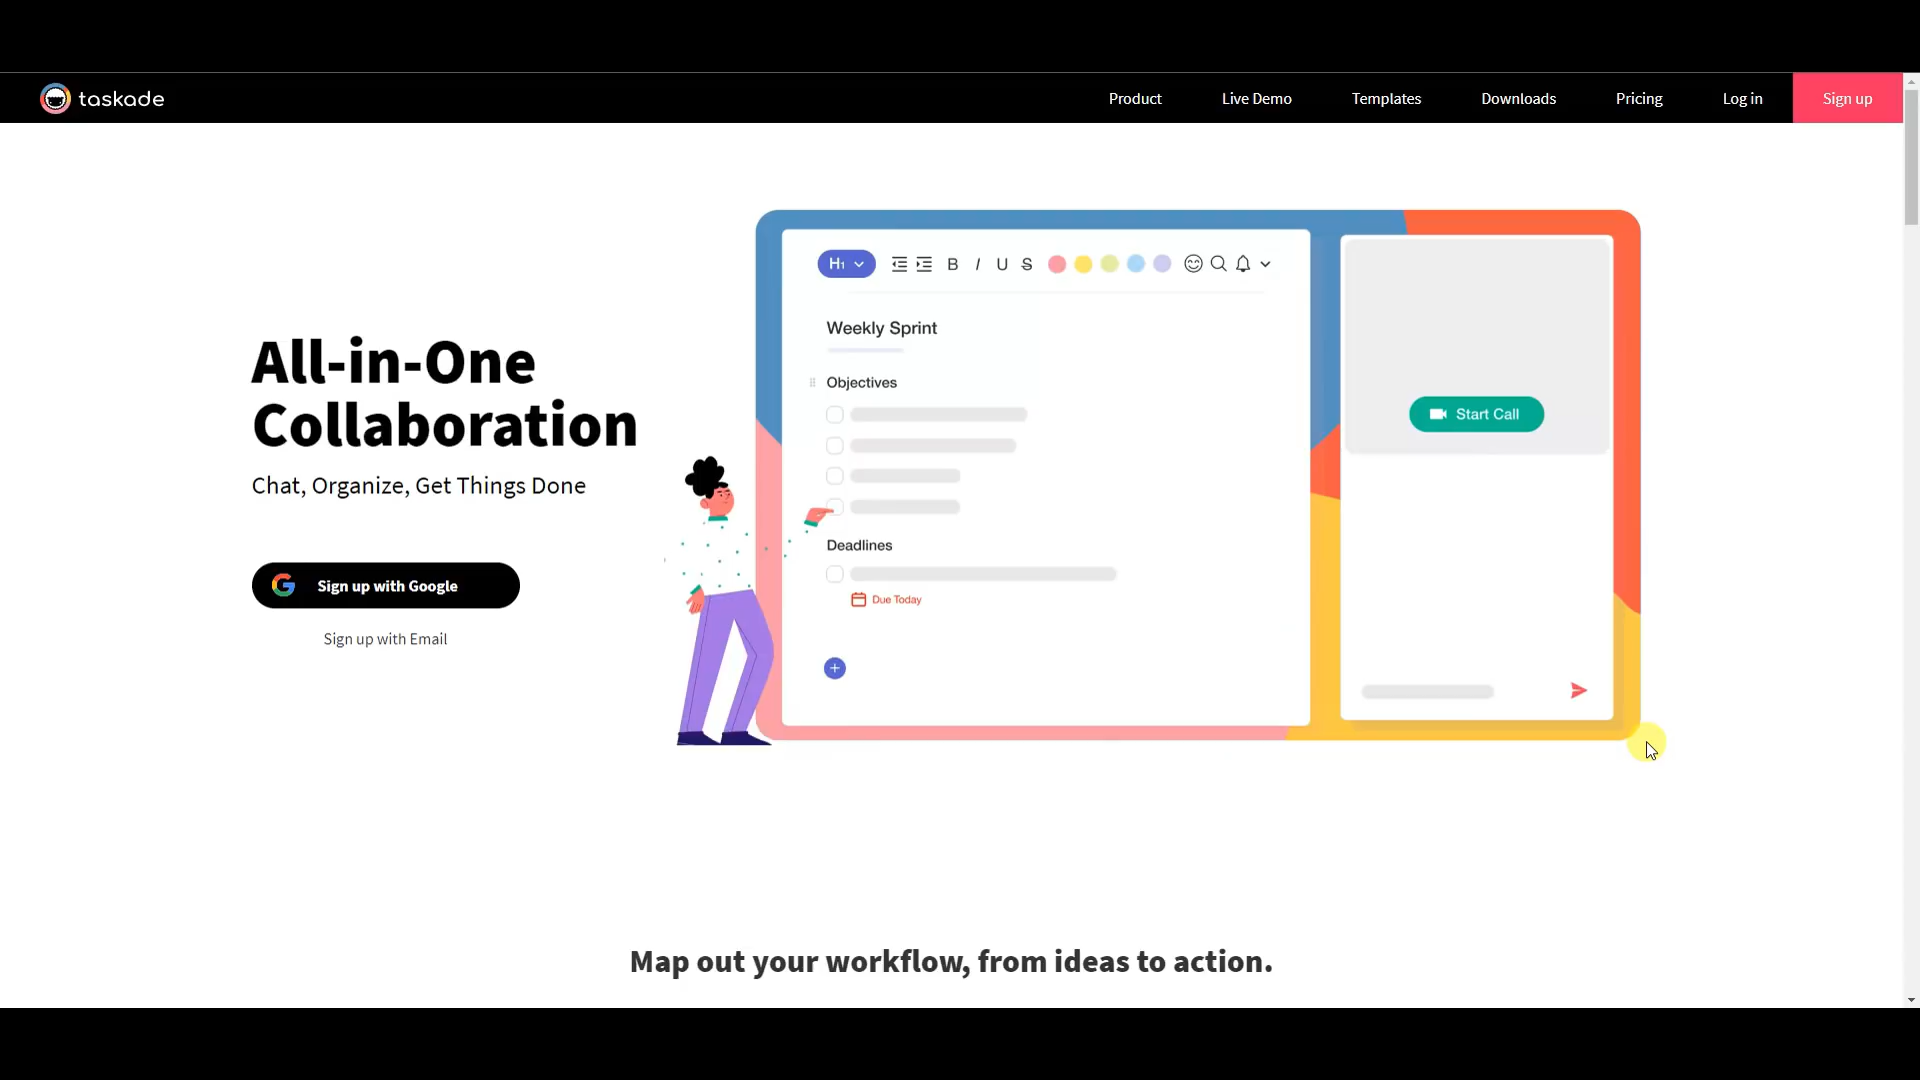 taskade
Product Live Demo Templates Downloads Pricing Log in Sign up
All-in-One
Collaboration
Chat, Organize, Get Things Done
Sign up with Google
Sign up with Email
H1 B I U S
Weekly Sprint
Objectives
Deadlines
Due Today
Start Call
Map out your workflow, from ideas to action.